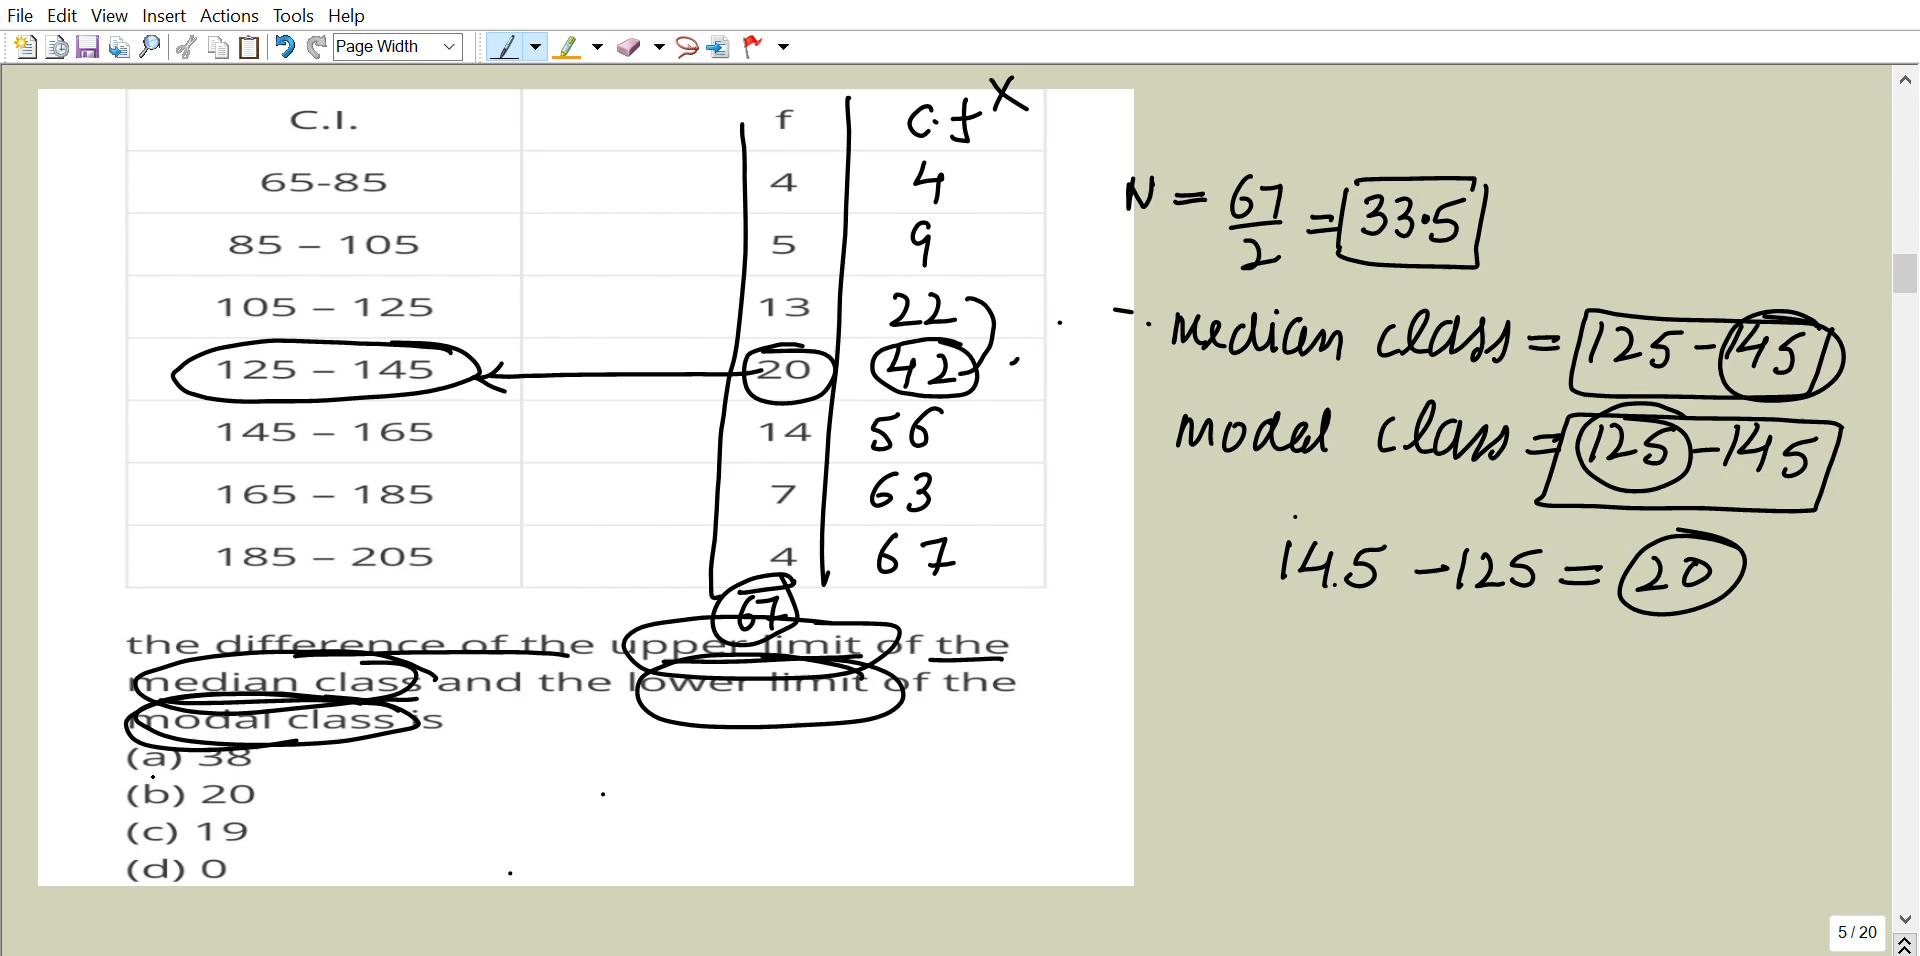 File Edit View Insert Actions Tools Help
Page Width
C.I. f C.f X
65-85 4 4
85 – 105 5 9
105 – 125 13 22
125 – 145 20 42
145 – 165 14 56
165 – 185 7 63
185 – 205 4 67
67
the difference of the upper limit of the
median class and the lower limit of the
modal class is
(a) 38
(b) 20
(c) 19
(d) 0
N = 67/2 = 33.5
median class = 125 - 145
modal class = 125 - 145
14.5 - 125 = 20
5 / 20